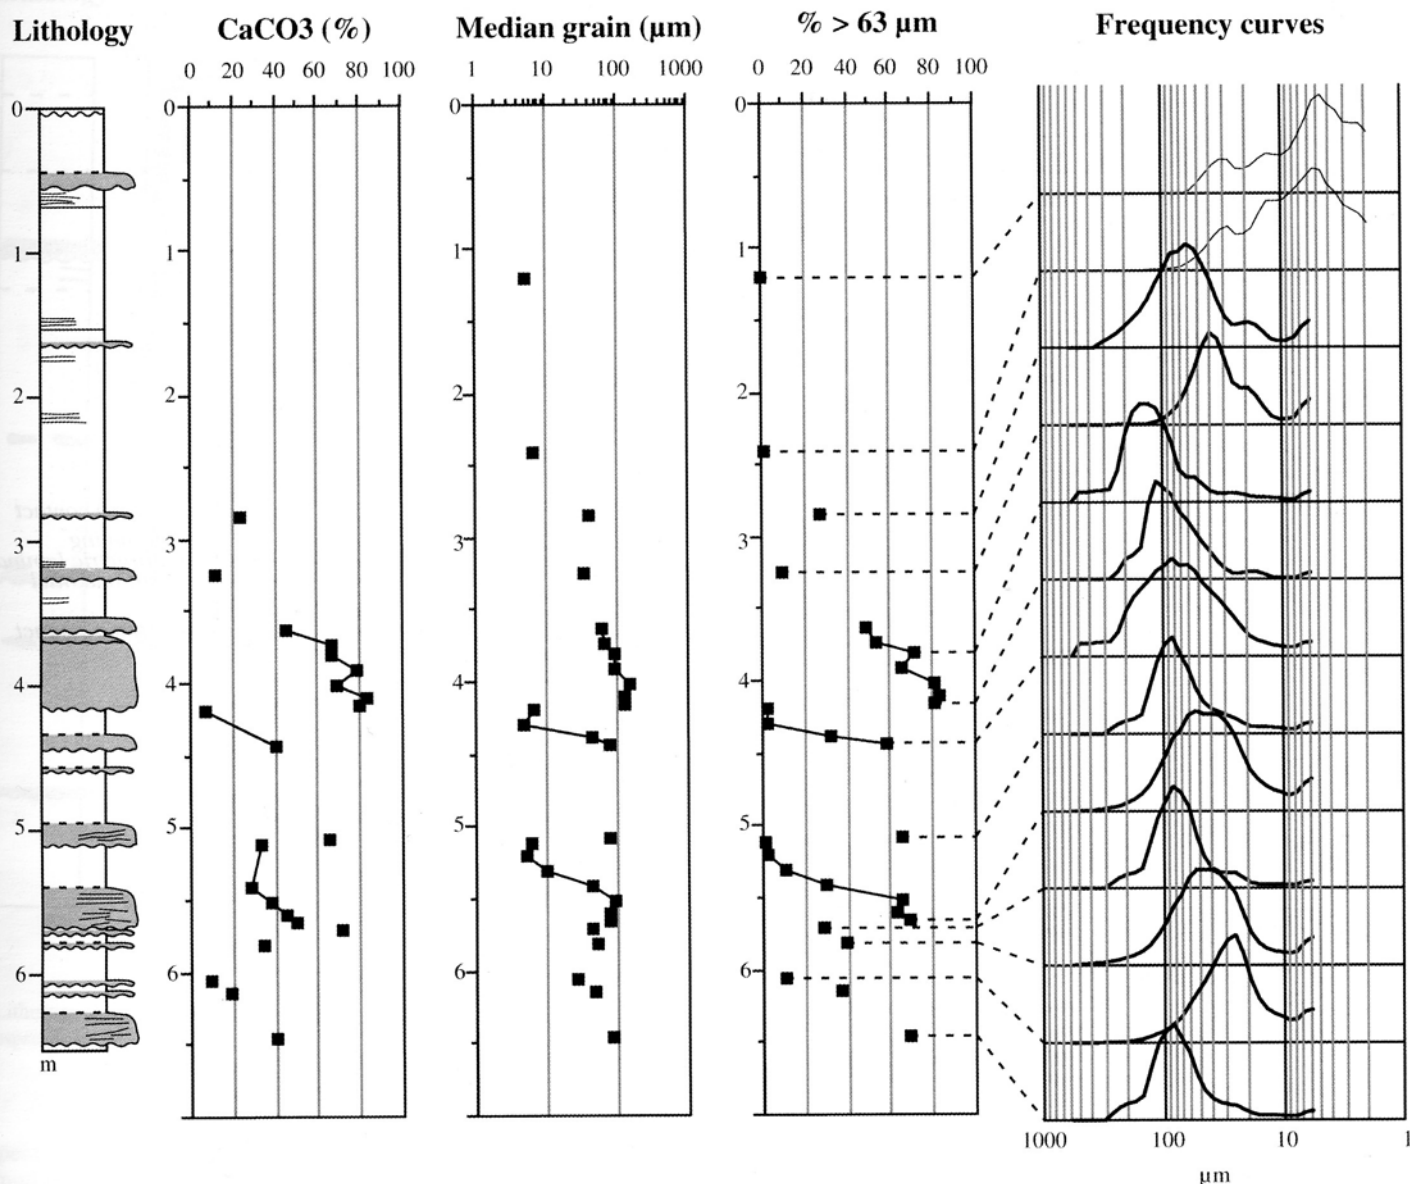 Lithology CaCO3 (%) Median grain (µm) % > 63 µm Frequency curves
0 20 40 60 80 100 1 10 100 1000 0 20 40 60 80 100
0 0 0 0
1 1 1 1
2 2 2 2
3 3 3 3
4 4 4 4
5 5 5 5
6 6 6 6
m
1000 100 10 1
µm